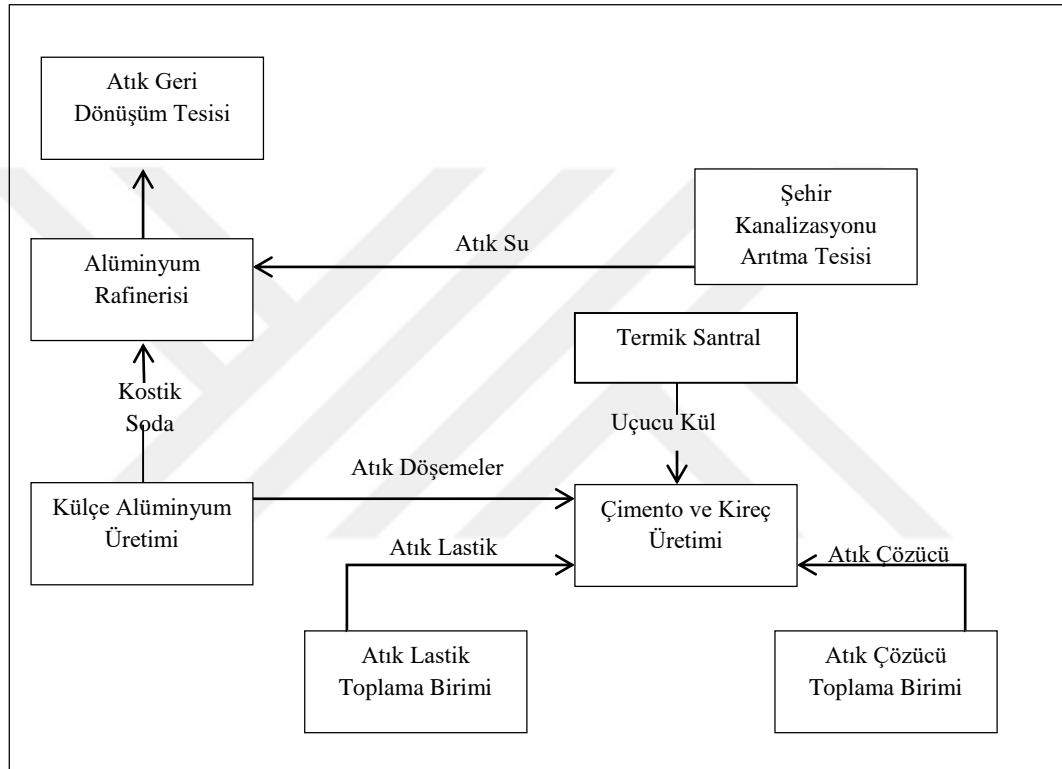 Atık Geri
Dönüşüm Tesisi
Şehir
Kanalizasyonu
Arıtma Tesisi
Atık Su
Alüminyum
Rafinerisi
Termik Santral
Kostik
Soda
Uçucu Kül
Atık Döşemeler
Külçe Alüminyum
Üretimi
Çimento ve Kireç
Üretimi
Atık Lastik
Atık Çözücü
Atık Lastik
Toplama Birimi
Atık Çözücü
Toplama Birimi